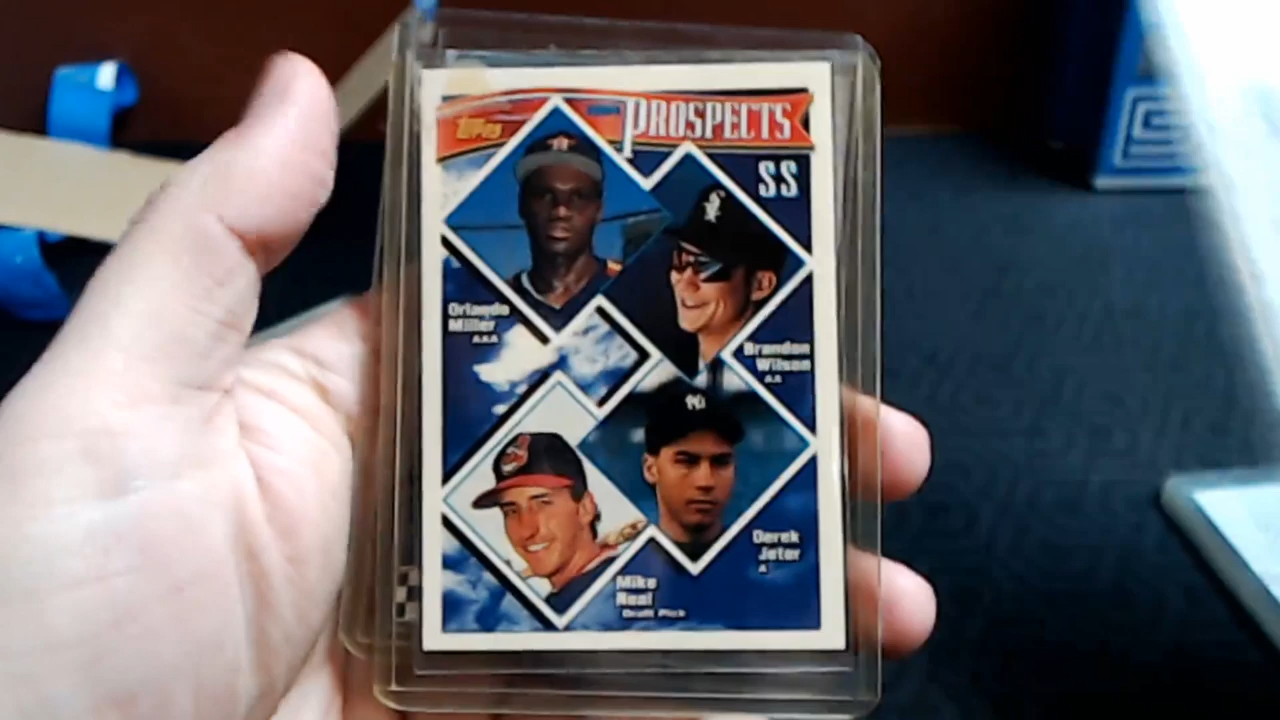 Topps
PROSPECTS
SS
Orlando
Miller
AAA
Brandon
Wilson
AA
Derek
Jeter
A
Mike
Neal
Draft Pick